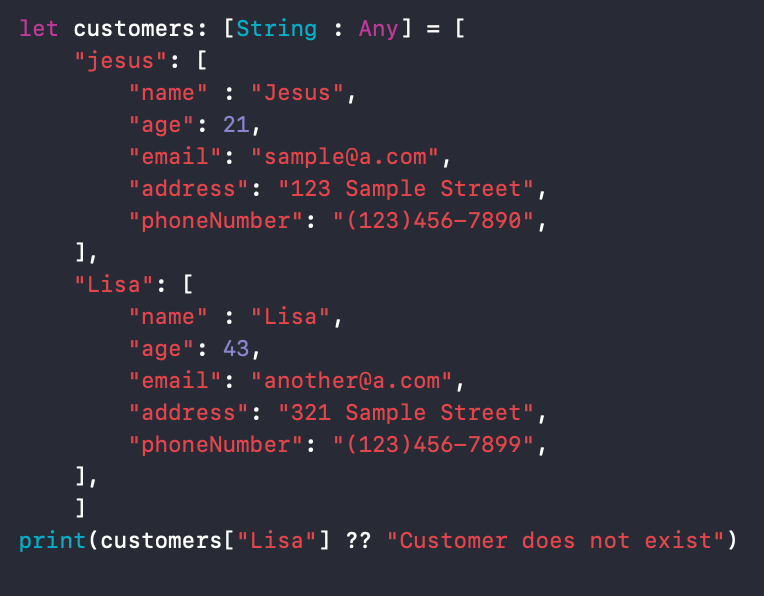 let customers: [String : Any] = [
    "jesus": [
        "name" : "Jesus",
        "age": 21,
        "email": "sample@a.com",
        "address": "123 Sample Street",
        "phoneNumber": "(123)456-7890",
    ],
    "Lisa": [
        "name" : "Lisa",
        "age": 43,
        "email": "another@a.com",
        "address": "321 Sample Street",
        "phoneNumber": "(123)456-7899",
    ],
    ]
print(customers["Lisa"] ?? "Customer does not exist")